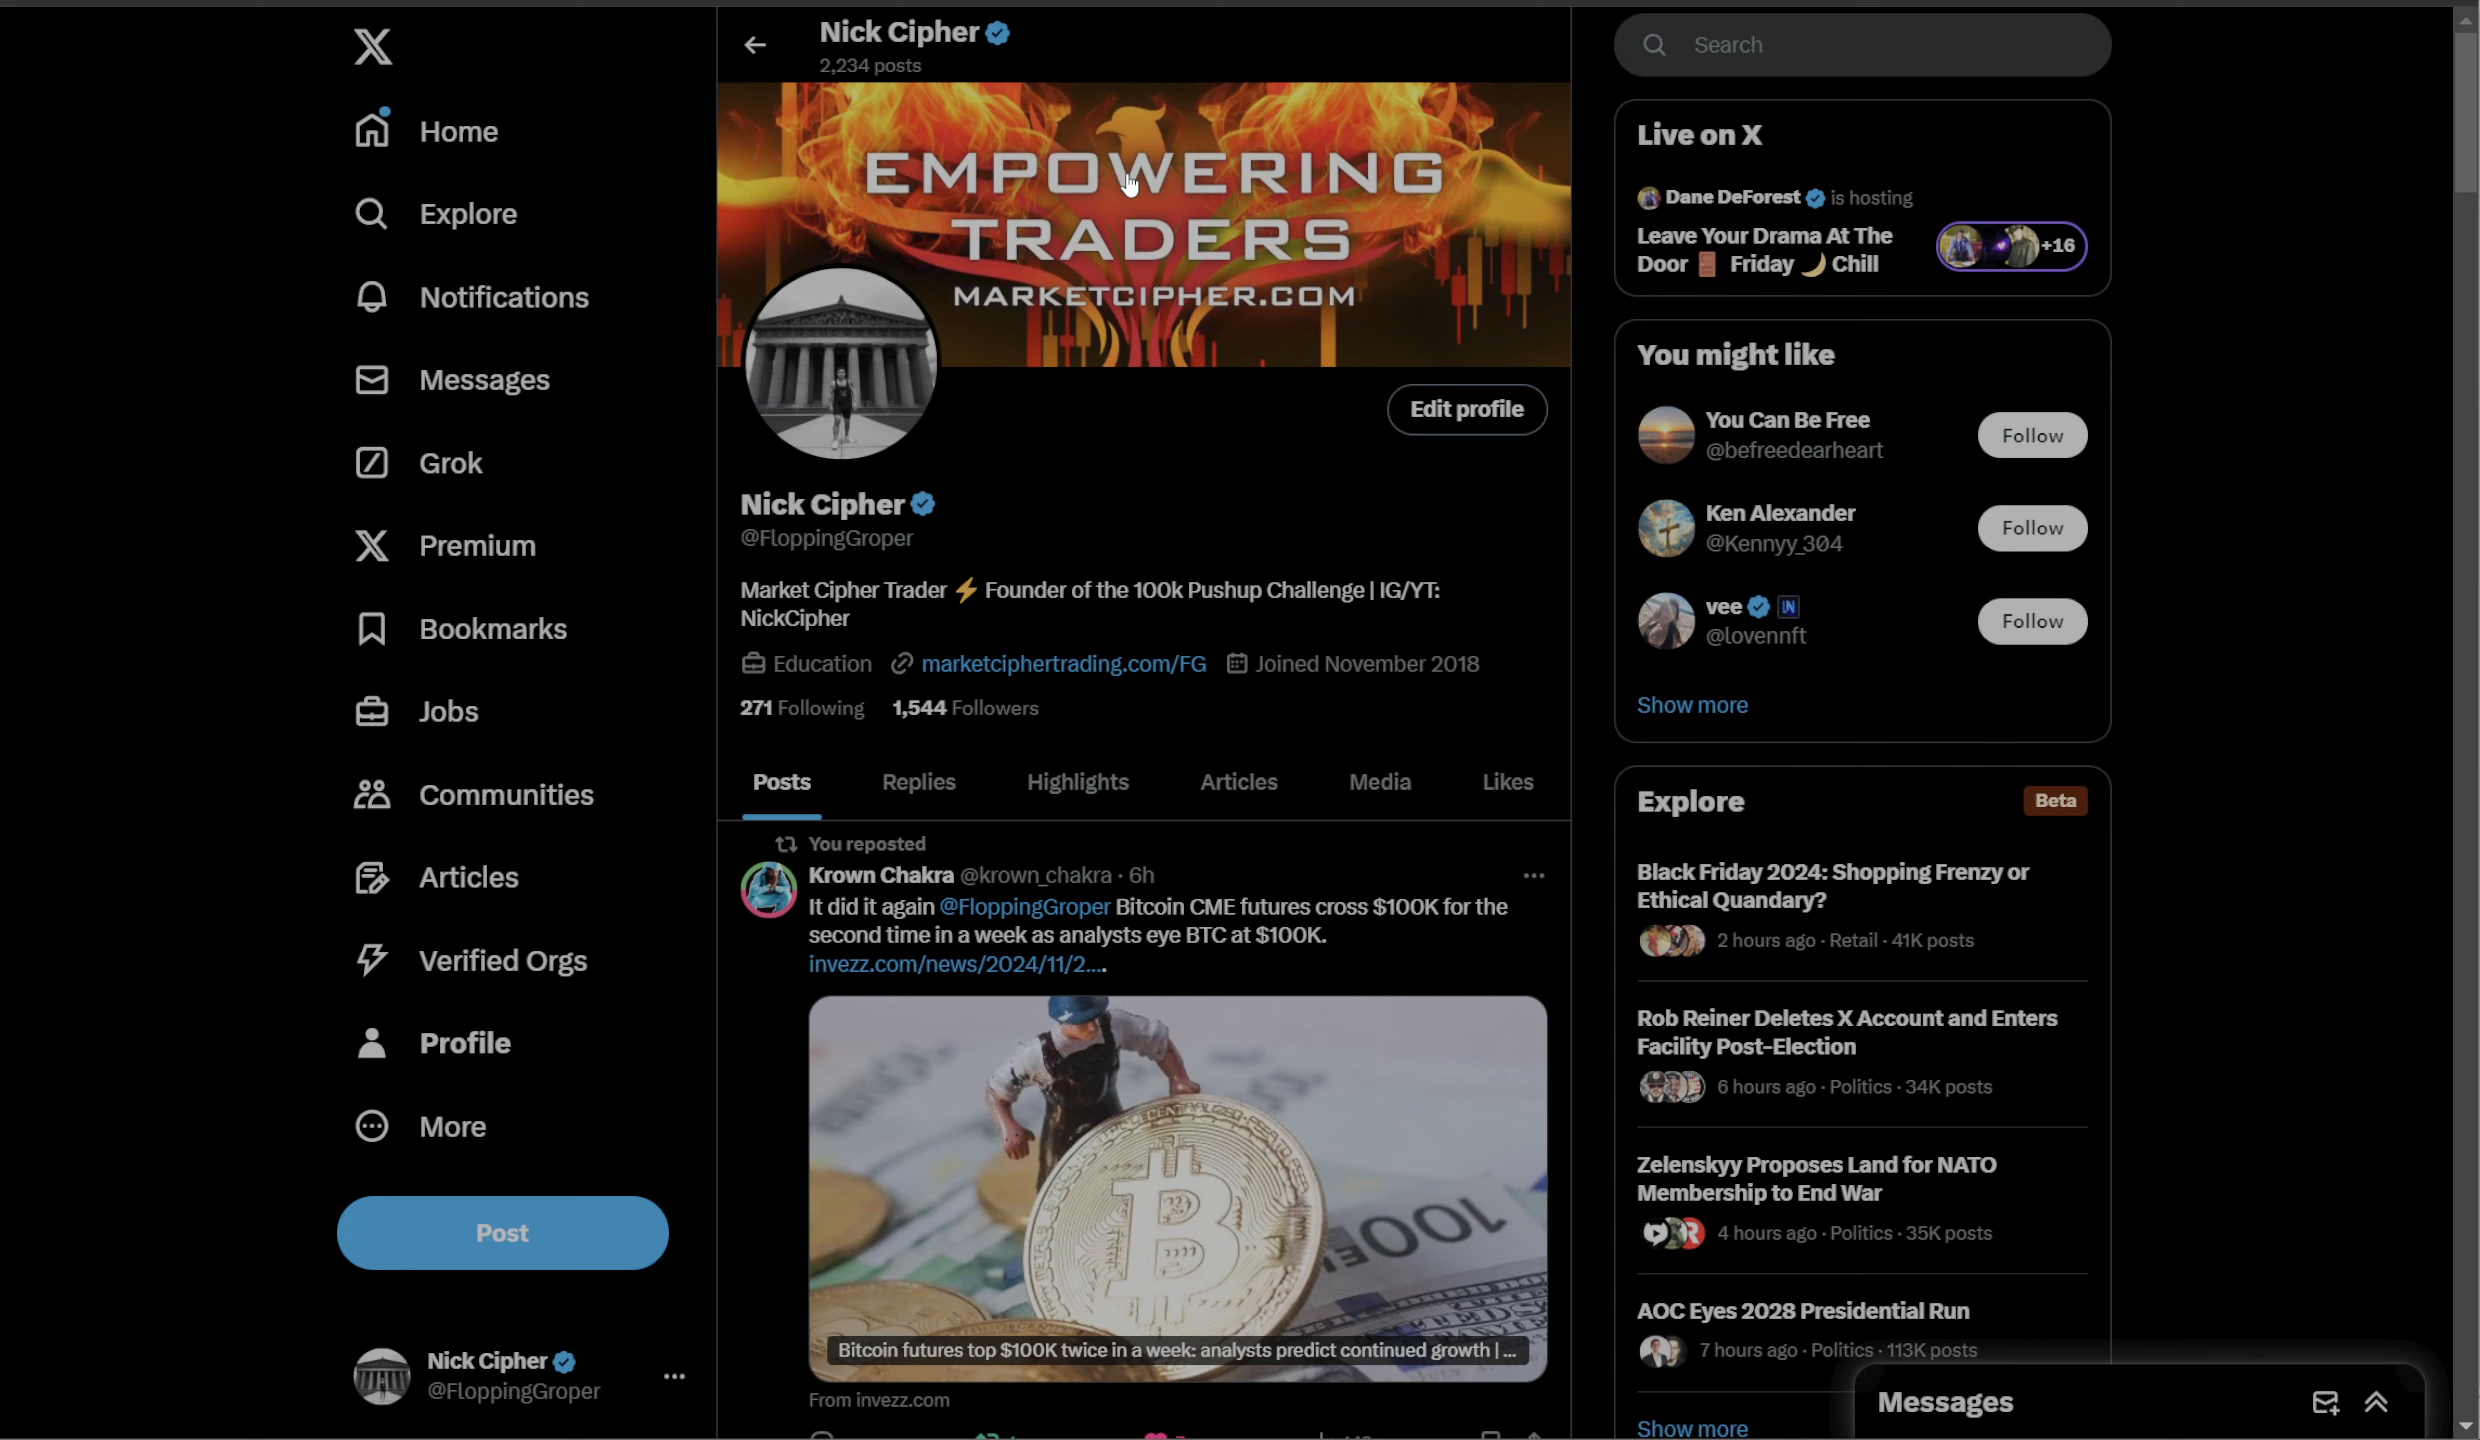 Home
Explore
Notifications
Messages
Grok
Premium
Bookmarks
Jobs
Communities
Articles
Verified Orgs
Profile
More
Post
Nick Cipher
@FloppingGroper
Nick Cipher
2,234 posts
EMPOWERING
TRADERS
MARKETCIPHER.COM
Edit profile
Nick Cipher
@FloppingGroper
Market Cipher Trader ⚡ Founder of the 100k Pushup Challenge | IG/YT:
NickCipher
Education marketciphertrading.com/FG Joined November 2018
271 Following 1,544 Followers
Posts Replies Highlights Articles Media Likes
You reposted
Krown Chakra @krown_chakra · 6h
It did it again @FloppingGroper Bitcoin CME futures cross $100K for the
second time in a week as analysts eye BTC at $100K.
invezz.com/news/2024/11/2....
100
Bitcoin futures top $100K twice in a week: analysts predict continued growth | ...
From invezz.com
Search
Live on X
Dane DeForest is hosting
Leave Your Drama At The
Door 🚪 Friday 🌙 Chill
+16
You might like
You Can Be Free
@befreedearheart
Follow
Ken Alexander
@Kennyy_304
Follow
vee
@lovennft
Follow
Show more
Explore
Beta
Black Friday 2024: Shopping Frenzy or
Ethical Quandary?
2 hours ago · Retail · 41K posts
Rob Reiner Deletes X Account and Enters
Facility Post-Election
6 hours ago · Politics · 34K posts
Zelenskyy Proposes Land for NATO
Membership to End War
4 hours ago · Politics · 35K posts
AOC Eyes 2028 Presidential Run
7 hours ago · Politics · 113K posts
Show more
Messages